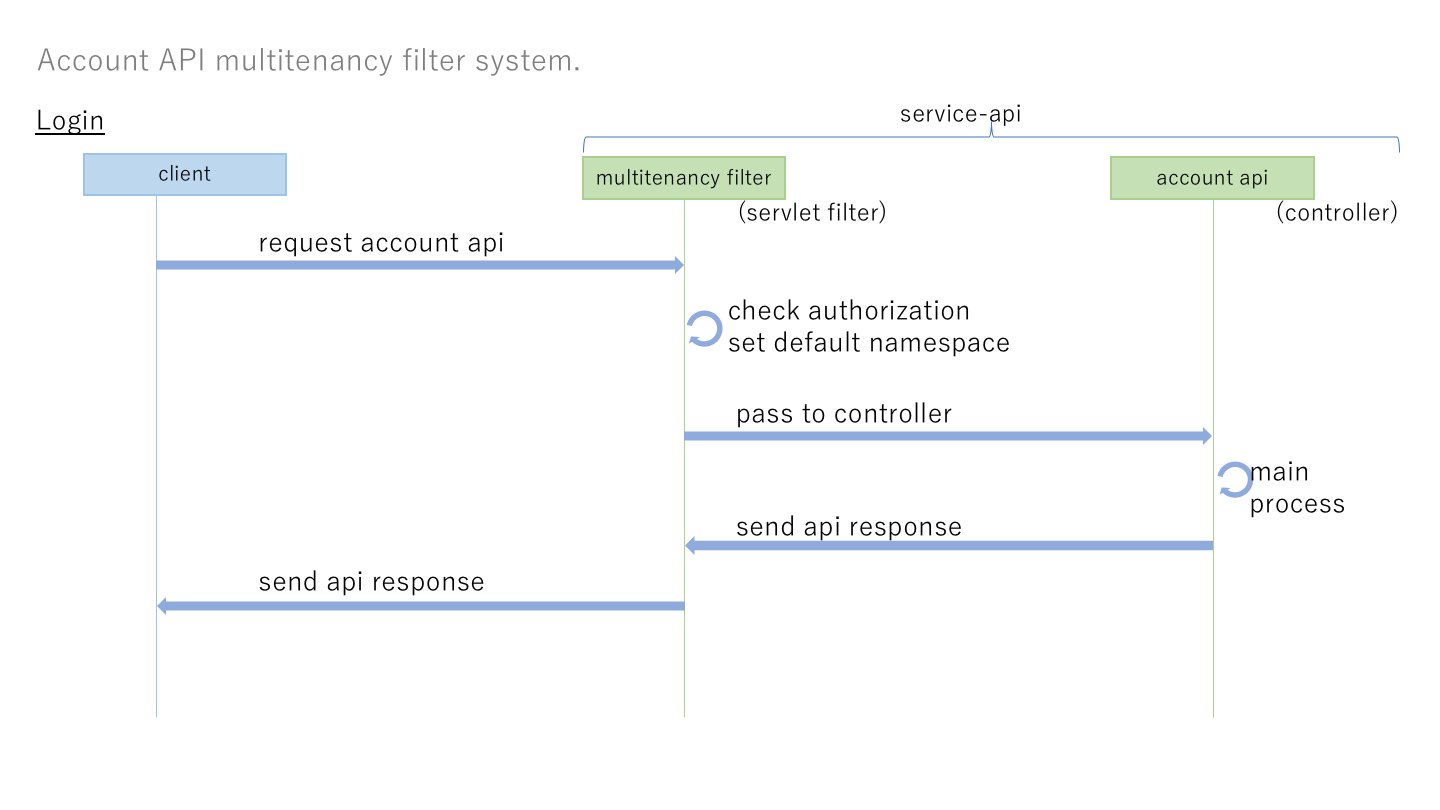 Account API multitenancy filter system.
Login
service-api
client
multitenancy filter
account api
(servlet filter)
(controller)
request account api
check authorization
set default namespace
pass to controller
main
process
send api response
send api response